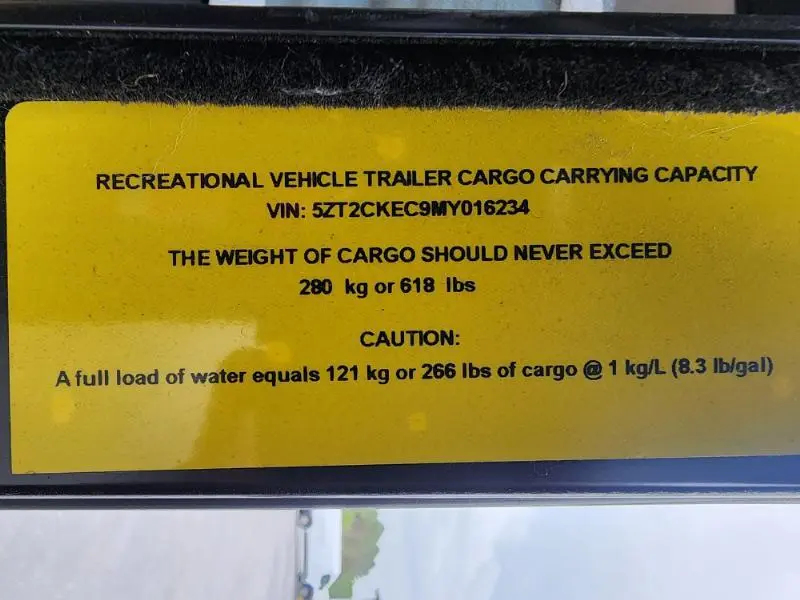 RECREATIONAL VEHICLE TRAILER CARGO CARRYING CAPACITY
VIN: 5ZT2CKEC9MY016234
THE WEIGHT OF CARGO SHOULD NEVER EXCEED
280 kg or 618 lbs
CAUTION:
A full load of water equals 121 kg or 266 lbs of cargo @ 1 kg/L (8.3 lb/gal)